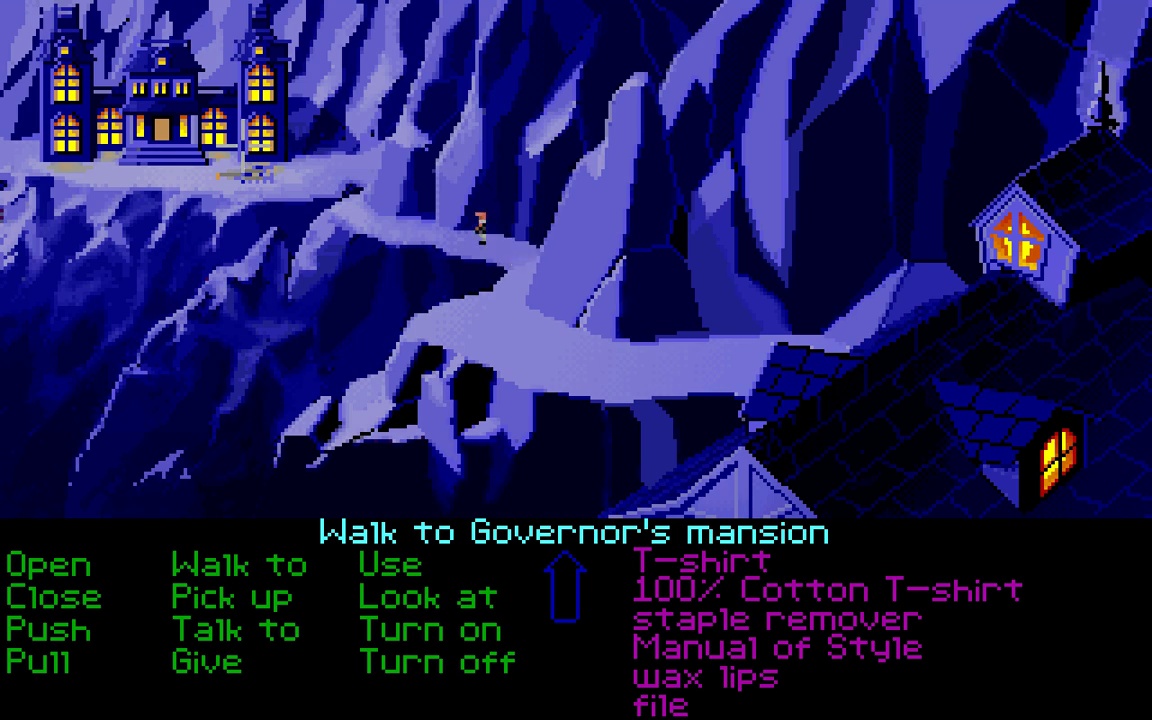 Walk to Governor's mansion
Open Walk to Use
Close Pick up Look at
Push Talk to Turn on
Pull Give Turn off
T-shirt
100% Cotton T-shirt
staple remover
Manual of Style
wax lips
file